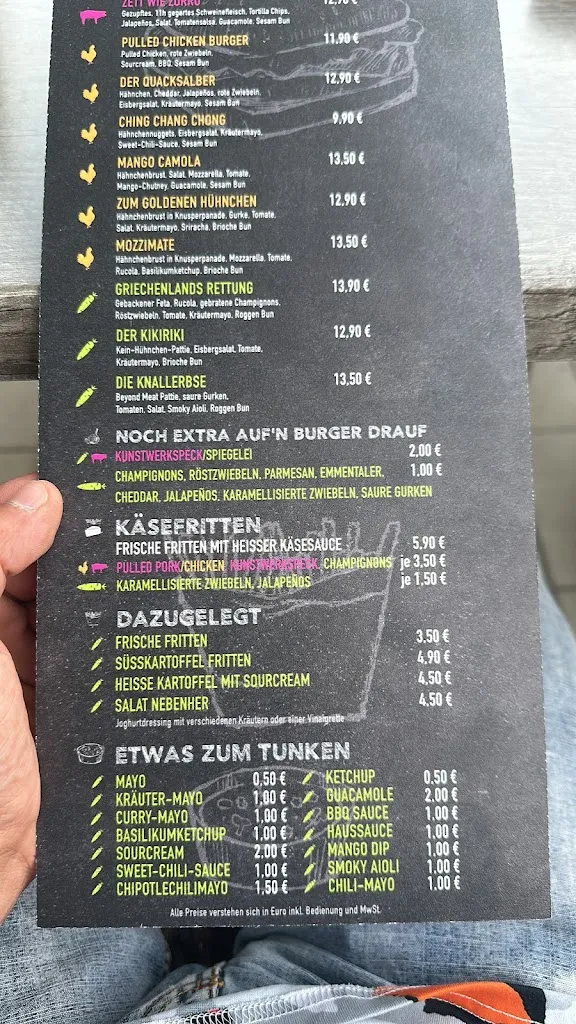 ZETT WIE ZORRO 12,90 €
Gezupftes, 11h gegartes Schweinefleisch, Tortilla Chips,
Jalapeños, Salat, Tomatensalsa, Guacamole, Sesam Bun
PULLED CHICKEN BURGER 11,90 €
Pulled Chicken, rote Zwiebeln,
Sourcream, BBQ, Sesam Bun
DER QUACKSALBER 12,90 €
Hähnchen, Cheddar, Jalapeños, rote Zwiebeln,
Eisbergsalat, Kräutermayo, Sesam Bun
CHING CHANG CHONG 9,90 €
Hähnchennuggets, Eisbergsalat, Kräutermayo,
Sweet-Chili-Sauce, Sesam Bun
MANGO CAMOLA 13,50 €
Hähnchenbrust, Salat, Mozzarella, Tomate,
Mango-Chutney, Guacamole, Sesam Bun
ZUM GOLDENEN HÜHNCHEN 12,90 €
Hähnchenbrust in Knusperpanade, Gurke, Tomate,
Salat, Kräutermayo, Sriracha, Brioche Bun
MOZZIMATE 13,50 €
Hähnchenbrust in Knusperpanade, Mozzarella, Tomate,
Rucola, Basilikumketchup, Brioche Bun
GRIECHENLANDS RETTUNG 13,90 €
Gebackener Feta, Rucola, gebratene Champignons,
Röstzwiebeln, Tomate, Kräutermayo, Roggen Bun
DER KIKIRIKI 12,90 €
Kein-Hühnchen-Pattie, Eisbergsalat, Tomate,
Kräutermayo, Brioche Bun
DIE KNALLERBSE 13,50 €
Beyond Meat Pattie, saure Gurken,
Tomaten, Salat, Smoky Aioli, Roggen Bun
NOCH EXTRA AUF'N BURGER DRAUF
KUNSTWERKSPECK/SPIEGELEI 2,00 €
CHAMPIGNONS, RÖSTZWIEBELN, PARMESAN, EMMENTALER, 1,00 €
CHEDDAR, JALAPEÑOS, KARAMELLISIERTE ZWIEBELN, SAURE GURKEN
KÄSEFRITTEN
FRISCHE FRITTEN MIT HEISSER KÄSESAUCE 5,90 €
PULLED PORK/CHICKEN, KUNSTWERKSPECK, CHAMPIGNONS je 3,50 €
KARAMELLISIERTE ZWIEBELN, JALAPEÑOS je 1,50 €
DAZUGELEGT
FRISCHE FRITTEN 3,50 €
SÜSSKARTOFFEL FRITTEN 4,90 €
HEISSE KARTOFFEL MIT SOURCREAM 4,50 €
SALAT NEBENHER 4,50 €
Joghurtdressing mit verschiedenen Kräutern oder einer Vinaigrette
ETWAS ZUM TUNKEN
MAYO 0,50 € KETCHUP 0,50 €
KRÄUTER-MAYO 1,00 € GUACAMOLE 2,00 €
CURRY-MAYO 1,00 € BBQ SAUCE 1,00 €
BASILIKUMKETCHUP 1,00 € HAUSSAUCE 1,00 €
SOURCREAM 2,00 € MANGO DIP 1,00 €
SWEET-CHILI-SAUCE 1,00 € SMOKY AIOLI 1,00 €
CHIPOTLECHILIMAYO 1,50 € CHILI-MAYO 1,00 €
Alle Preise verstehen sich in Euro inkl. Bedienung und MwSt.